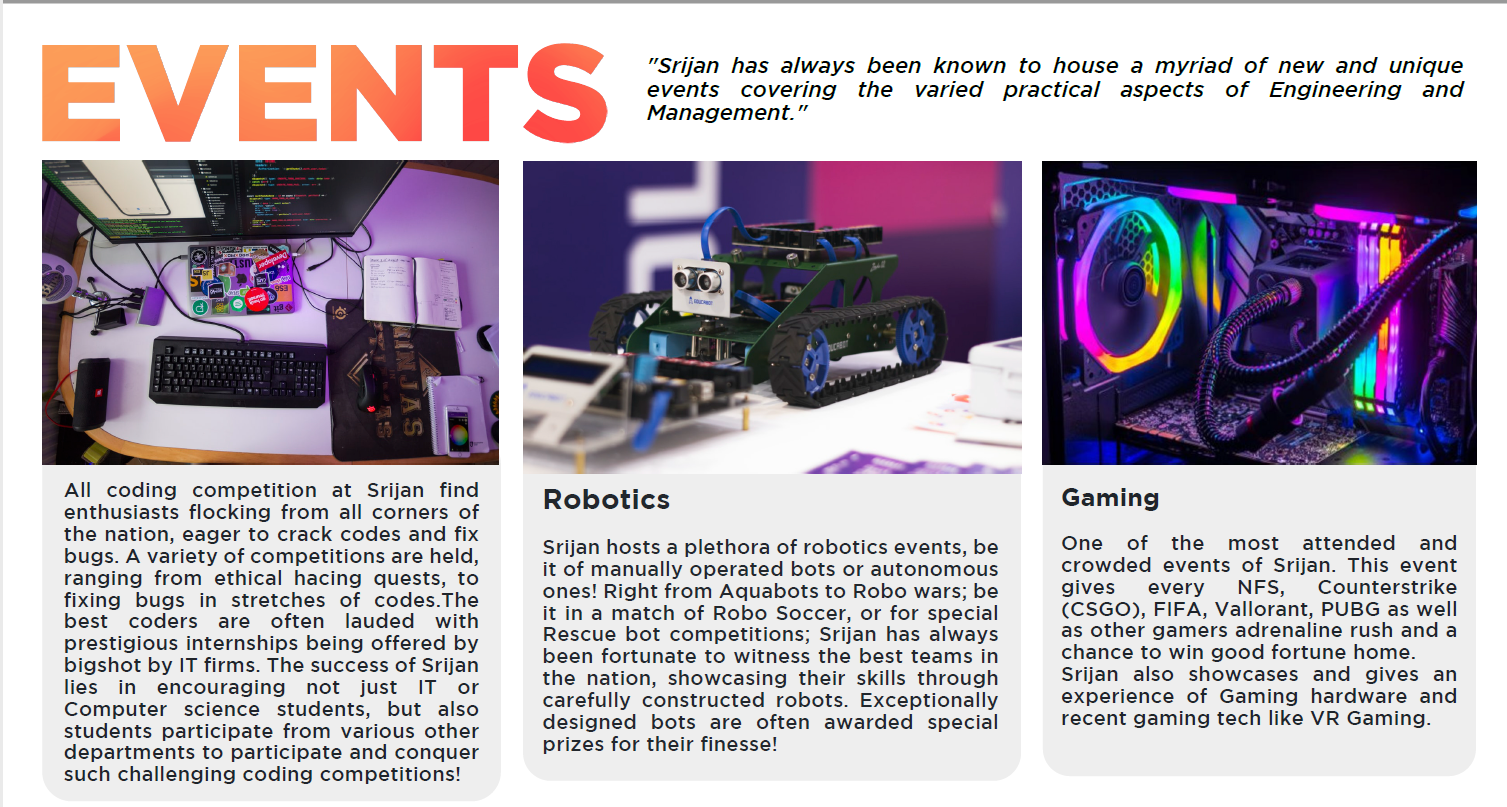 EVENTS
"Srijan has always been known to house a myriad of new and unique
events covering the varied practical aspects of Engineering and
Management."
All coding competition at Srijan find
enthusiasts flocking from all corners of
the nation, eager to crack codes and fix
bugs. A variety of competitions are held,
ranging from ethical hacing quests, to
fixing bugs in stretches of codes.The
best coders are often lauded with
prestigious internships being offered by
bigshot by IT firms. The success of Srijan
lies in encouraging not just IT or
Computer science students, but also
students participate from various other
departments to participate and conquer
such challenging coding competitions!
Robotics
Srijan hosts a plethora of robotics events, be
it of manually operated bots or autonomous
ones! Right from Aquabots to Robo wars; be
it in a match of Robo Soccer, or for special
Rescue bot competitions; Srijan has always
been fortunate to witness the best teams in
the nation, showcasing their skills through
carefully constructed robots. Exceptionally
designed bots are often awarded special
prizes for their finesse!
Gaming
One of the most attended and
crowded events of Srijan. This event
gives every NFS, Counterstrike
(CSGO), FIFA, Vallorant, PUBG as well
as other gamers adrenaline rush and a
chance to win good fortune home.
Srijan also showcases and gives an
experience of Gaming hardware and
recent gaming tech like VR Gaming.